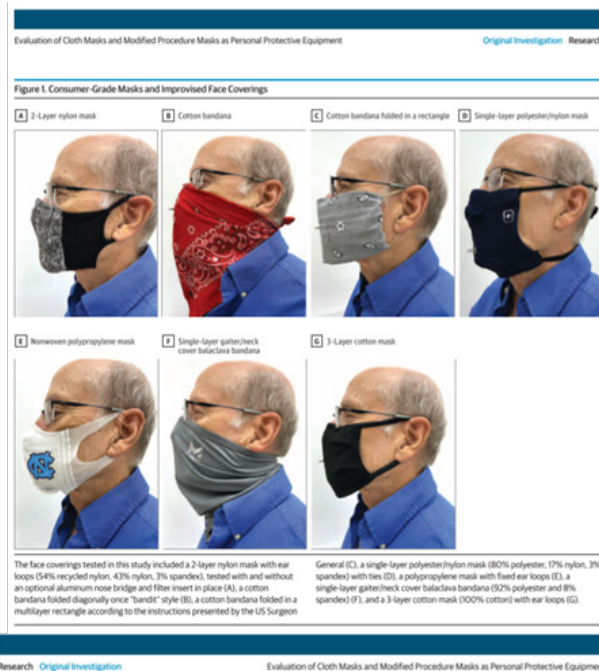 Evaluation of Cloth Masks and Modified Procedure Masks as Personal Protective Equipment
Original Investigation Research
Figure 1. Consumer-Grade Masks and Improvised Face Coverings
A 2-Layer nylon mask
B Cotton bandana
C Cotton bandana folded in a rectangle
D Single-layer polyester/nylon mask
E Nonwoven polypropylene mask
F Single-layer gaiter/neck
cover balaclava bandana
G 3-Layer cotton mask
The face coverings tested in this study included a 2-layer nylon mask with ear
loops (54% recycled nylon, 43% nylon, 3% spandex), tested with and without
an optional aluminum nose bridge and filter insert in place (A), a cotton
bandana folded diagonally once "bandit" style (B), a cotton bandana folded in a
multilayer rectangle according to the instructions presented by the US Surgeon
General (C), a single-layer polyester/nylon mask (80% polyester, 17% nylon, 3%
spandex) with ties (D), a polypropylene mask with fixed ear loops (E), a
single-layer gaiter/neck cover balaclava bandana (92% polyester and 8%
spandex) (F), and a 3-layer cotton mask (100% cotton) with ear loops (G).
Research Original Investigation
Evaluation of Cloth Masks and Modified Procedure Masks as Personal Protective